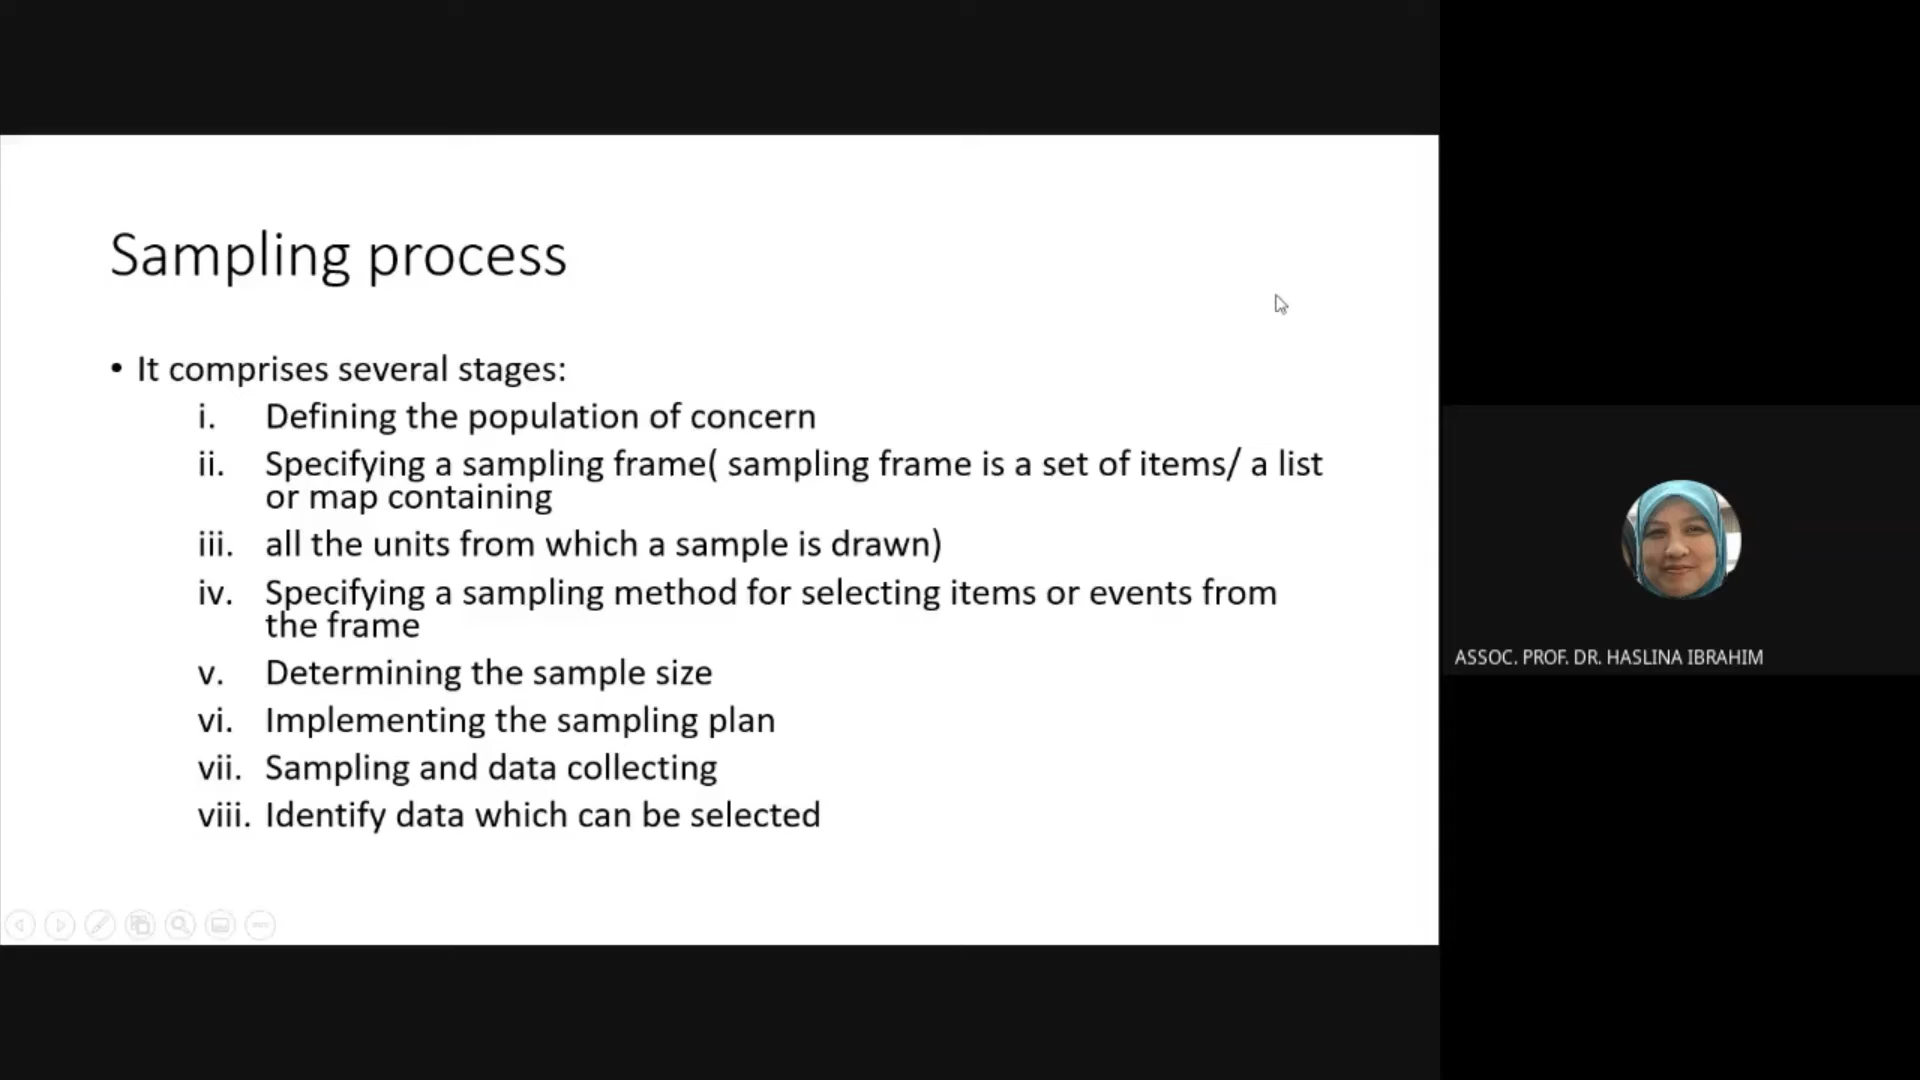 Sampling process
• It comprises several stages:
i. Defining the population of concern
ii. Specifying a sampling frame( sampling frame is a set of items/ a list
or map containing
iii. all the units from which a sample is drawn)
iv. Specifying a sampling method for selecting items or events from
the frame
v. Determining the sample size
vi. Implementing the sampling plan
vii. Sampling and data collecting
viii. Identify data which can be selected
ASSOC. PROF. DR. HASLINA IBRAHIM